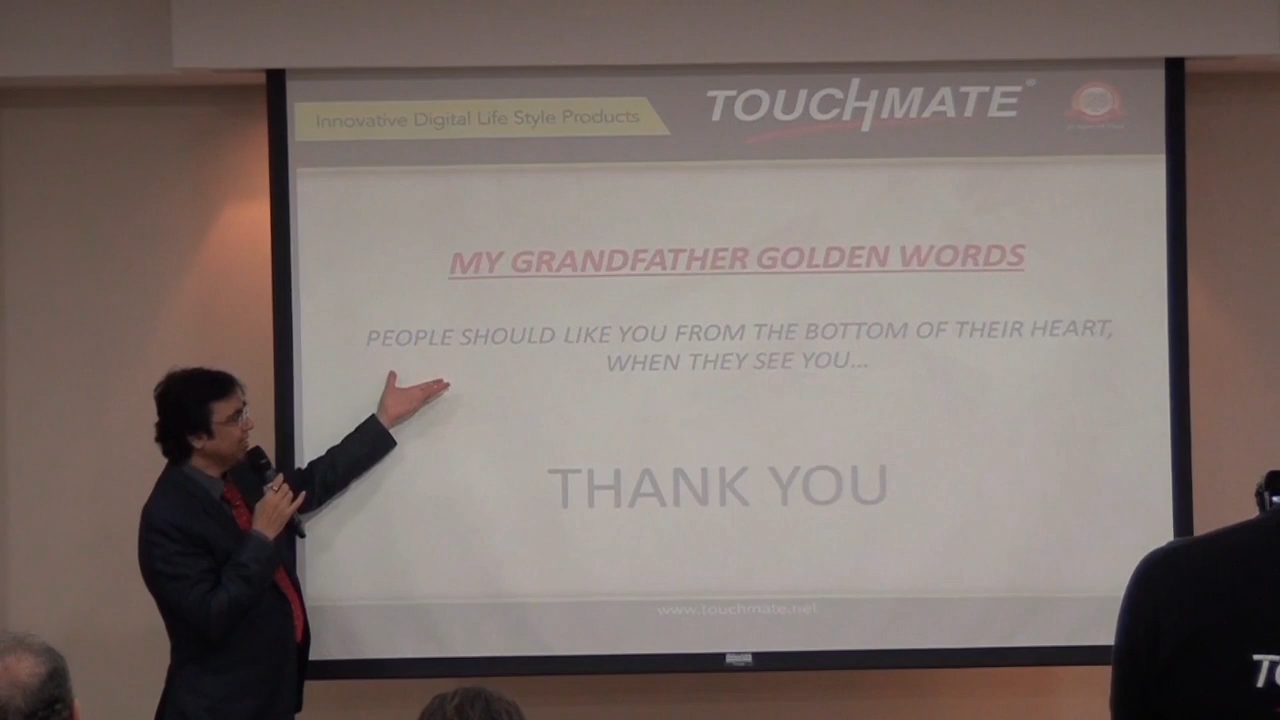 Innovative Digital Life Style Products
TOUCHMATE®
MY GRANDFATHER GOLDEN WORDS
PEOPLE SHOULD LIKE YOU FROM THE BOTTOM OF THEIR HEART,
WHEN THEY SEE YOU...
THANK YOU
www.touchmate.net